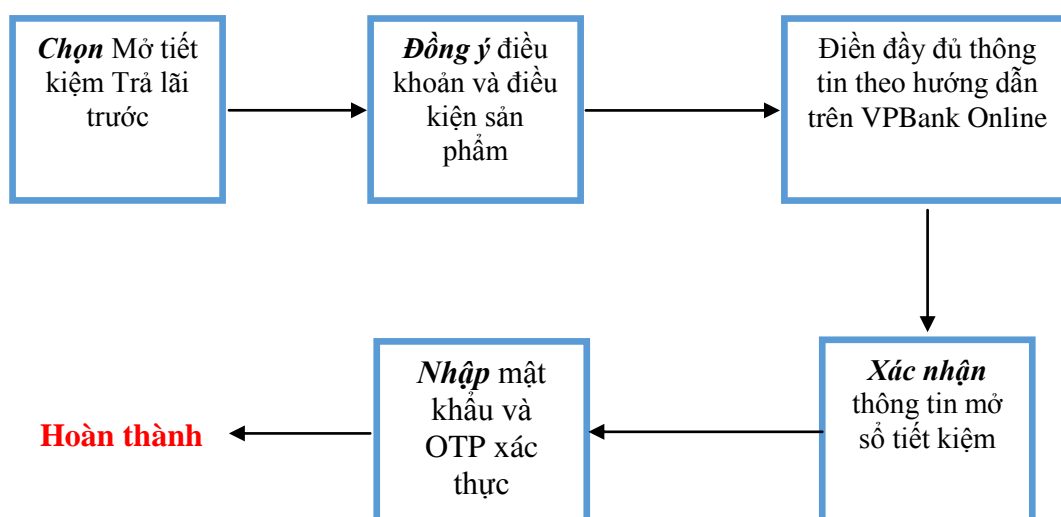 Chọn Mở tiết
kiệm Trả lãi
trước
Đồng ý điều
khoản và điều
kiện sản
phẩm
Điền đầy đủ thông
tin theo hướng dẫn
trên VPBank Online
Xác nhận
thông tin mở
sổ tiết kiệm
Nhập mật
khẩu và
OTP xác
thực
Hoàn thành